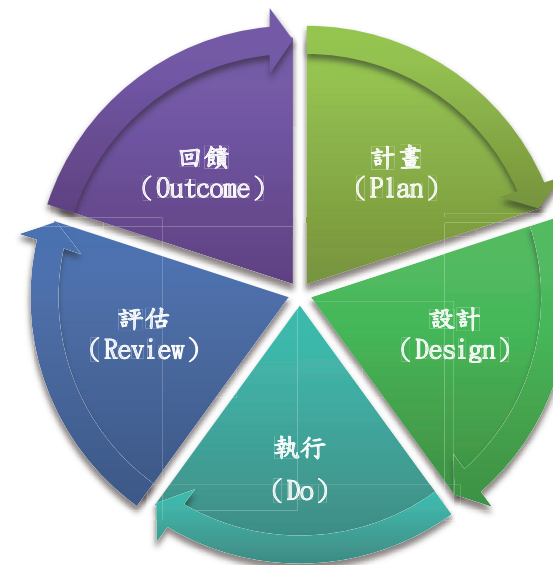 計畫
(Plan)
設計
(Design)
執行
(Do)
評估
(Review)
回饋
(Outcome)